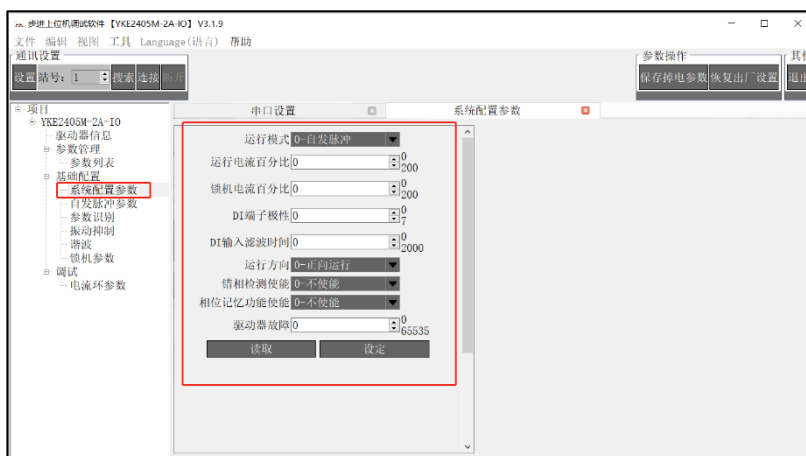 步进上位机调试软件 【YKE2405M-2A-IO】 V3.1.9
文件 编辑 视图 工具 Language(语言) 帮助
通讯设置
设置 站号: 1 搜索 连接 断开
参数操作
保存掉电参数 恢复出厂设置
其他
退出
项目
YKE2405M-2A-IO
驱动器信息
参数管理
参数列表
基础配置
系统配置参数
自发脉冲参数
参数识别
振动抑制
谐波
锁机参数
调试
电流环参数
串口设置
系统配置参数
运行模式 0-自发脉冲
运行电流百分比 0 0 200
锁机电流百分比 0 0 200
DI端子极性 0 0 7
DI输入滤波时间 0 0 2000
运行方向 0-正向运行
错相检测使能 0-不使能
相位记忆功能使能 0-不使能
驱动器故障 0 0 65535
读取 设定